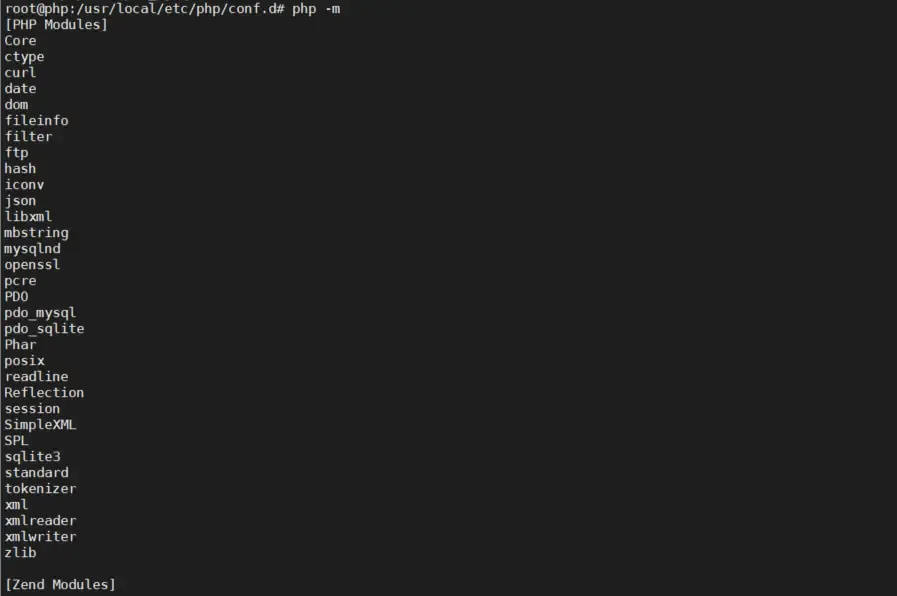 root@php:/usr/local/etc/php/conf.d# php -m
[PHP Modules]
Core
ctype
curl
date
dom
fileinfo
filter
ftp
hash
iconv
json
libxml
mbstring
mysqlnd
openssl
pcre
PDO
pdo_mysql
pdo_sqlite
Phar
posix
readline
Reflection
session
SimpleXML
SPL
sqlite3
standard
tokenizer
xml
xmlreader
xmlwriter
zlib
[Zend Modules]